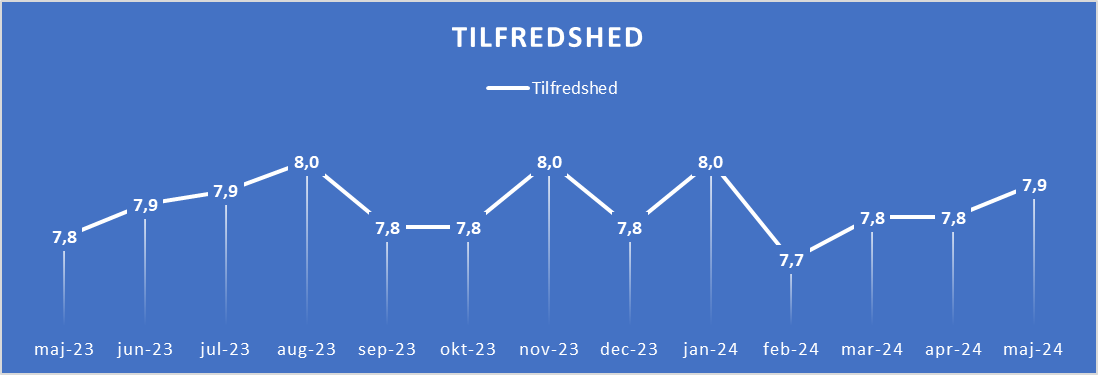 TILFREDSHED
Tilfredshed
7,8 7,9 7,9 8,0 7,8 7,8 8,0 7,8 8,0 7,7 7,8 7,8 7,9
maj-23 jun-23 jul-23 aug-23 sep-23 okt-23 nov-23 dec-23 jan-24 feb-24 mar-24 apr-24 maj-24